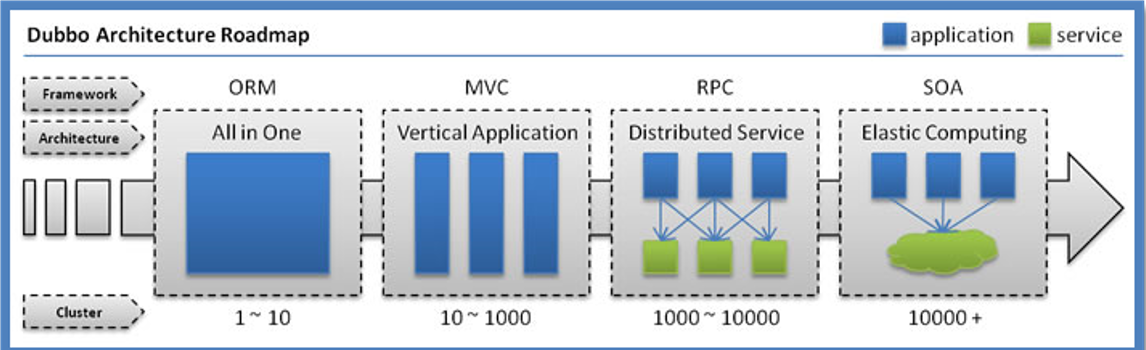 Dubbo Architecture Roadmap
application service
Framework ORM MVC RPC SOA
Architecture All in One Vertical Application Distributed Service Elastic Computing
Cluster 1 ~ 10 10 ~ 1000 1000 ~ 10000 10000 +